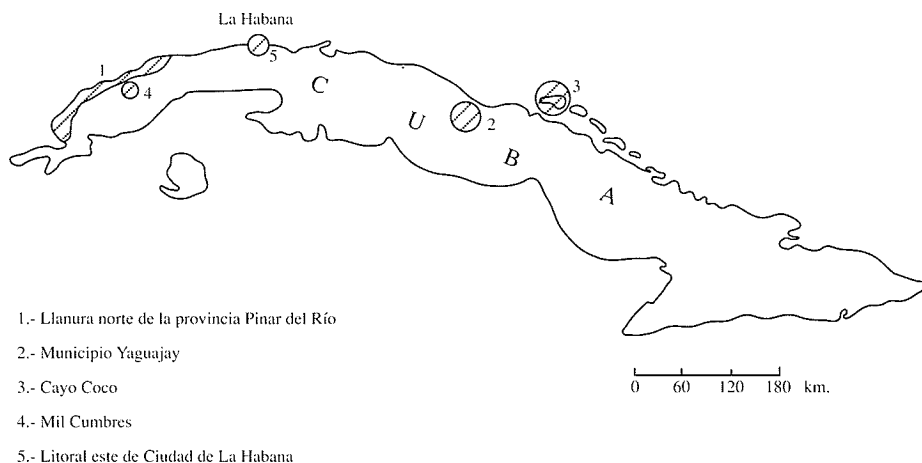 La Habana
5
1
4
3
C
U
2
B
A
1.- Llanura norte de la provincia Pinar del Río
2.- Municipio Yaguajay
3.- Cayo Coco
4.- Mil Cumbres
5.- Litoral este de Ciudad de La Habana
0 60 120 180 km.